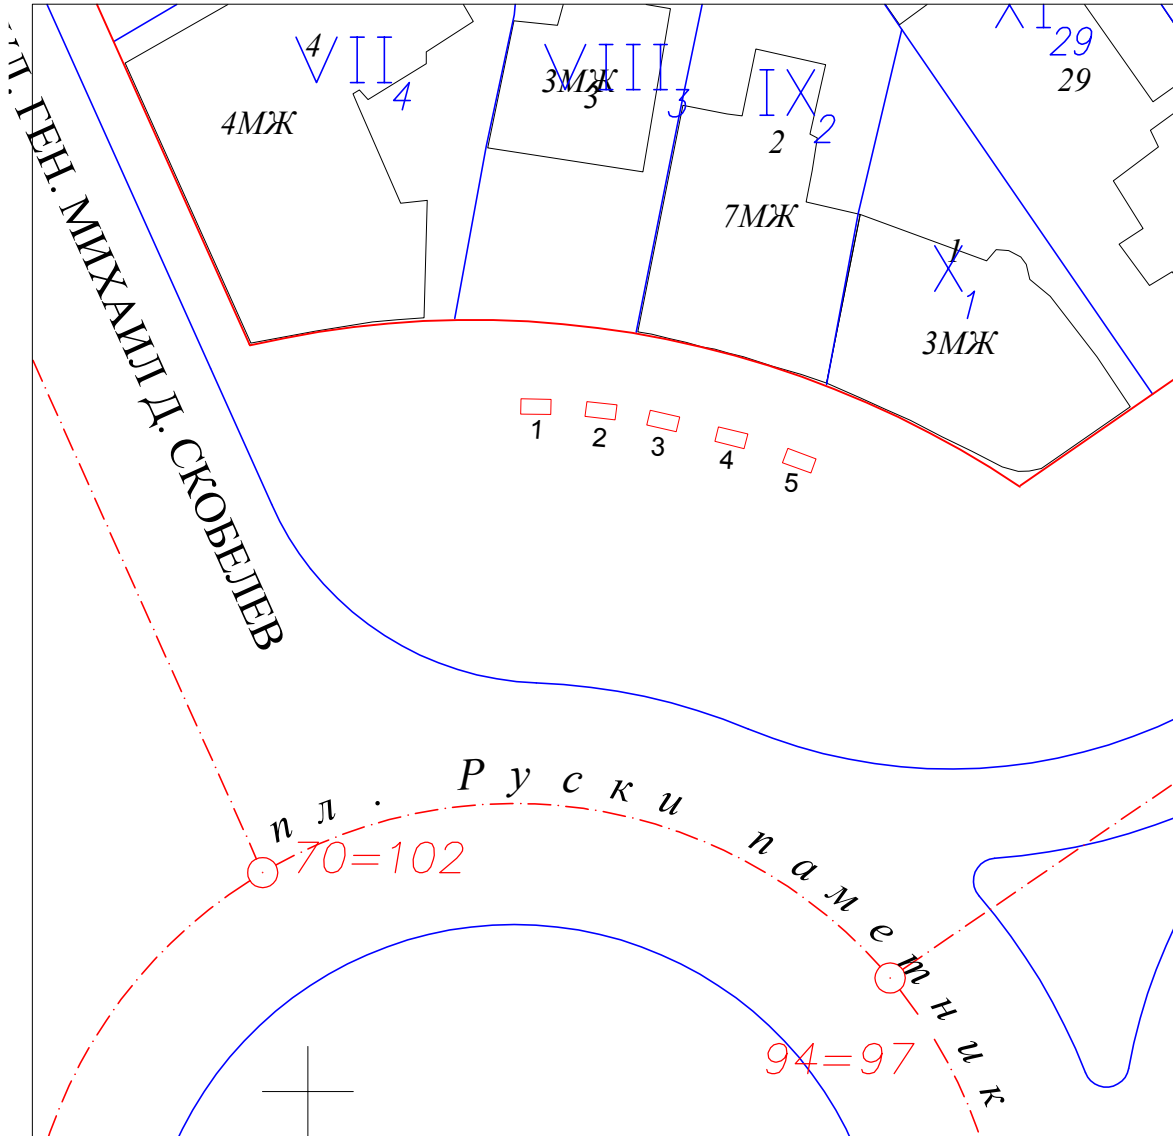 УЛ. ГЕН. МИХАИЛ Д. СКОБЕЛЕВ
4
VII
4
4МЖ
VIII
3МЖ
3
3
IX
2
2
7МЖ
XI
29
29
1
X
1
3МЖ
1
2
3
4
5
пл. Руски паметник
70=102
94=97